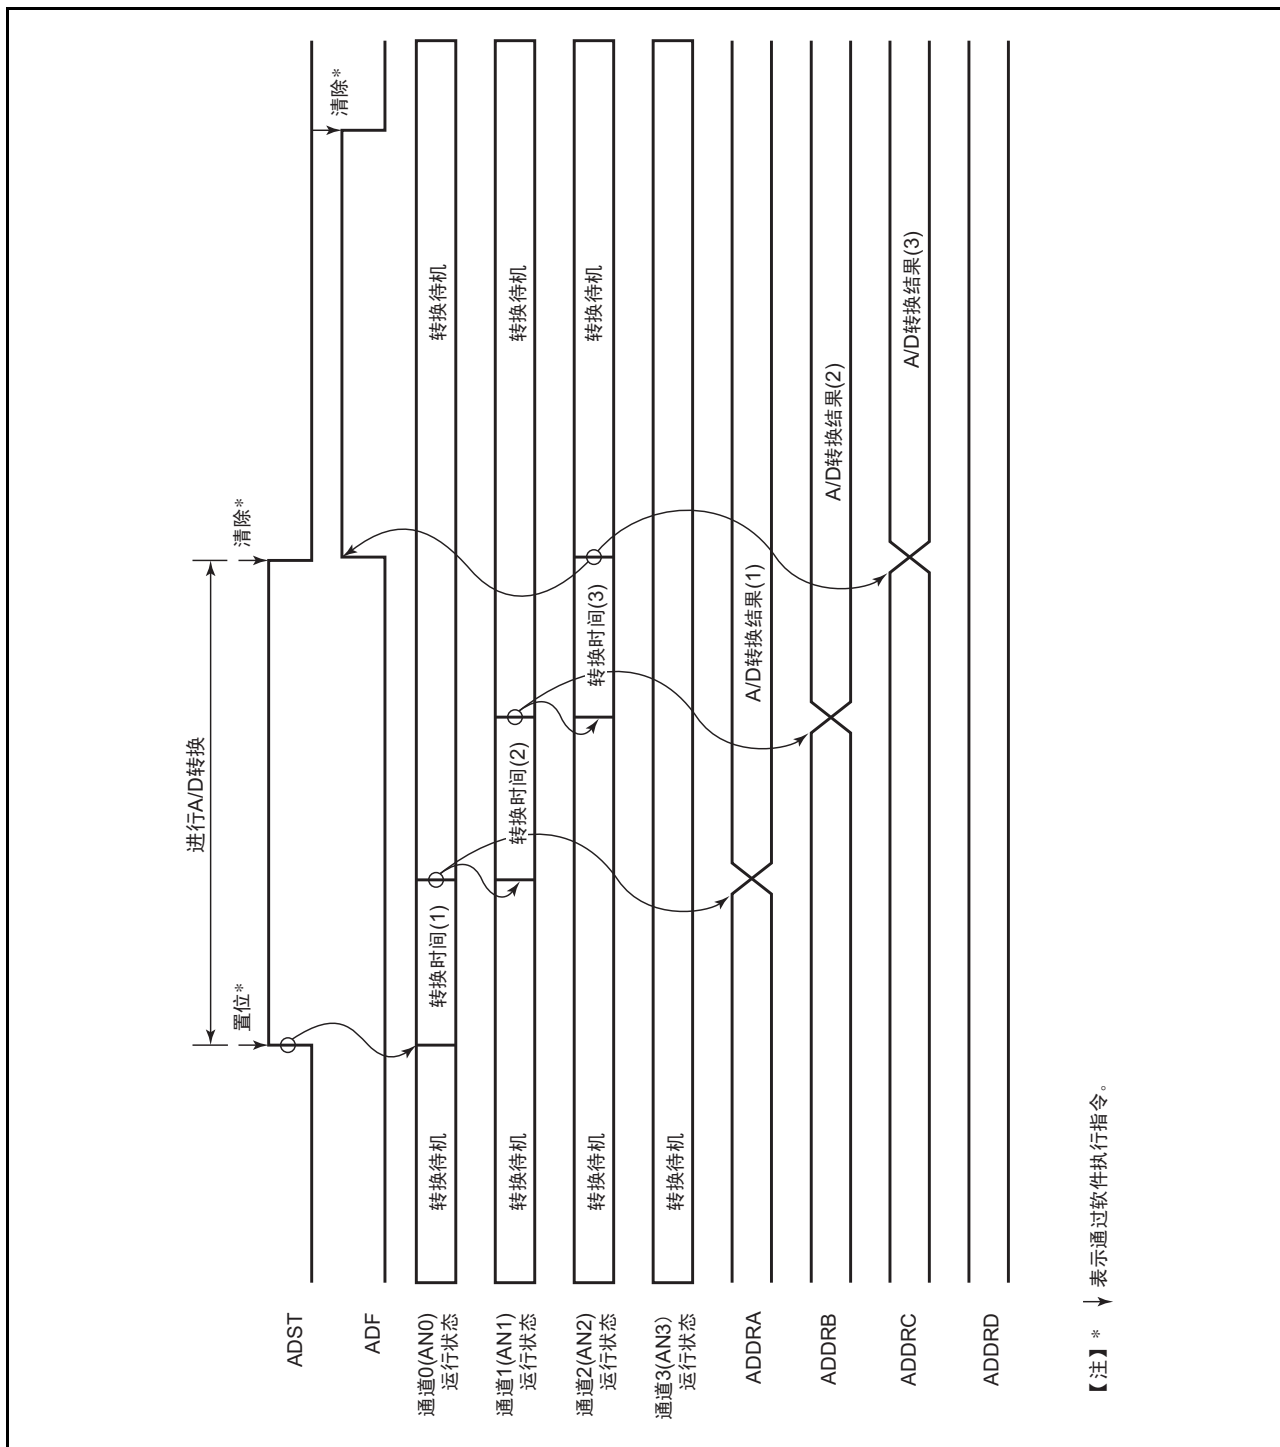 进行A/D转换
置位*
清除*
清除*
ADST
ADF
通道0(AN0)
运行状态
转换待机
转换时间(1)
转换待机
通道1(AN1)
运行状态
转换待机
转换时间(2)
转换待机
通道2(AN2)
运行状态
转换待机
转换时间(3)
转换待机
通道3(AN3)
运行状态
转换待机
ADDRA
A/D转换结果(1)
ADDRB
A/D转换结果(2)
ADDRC
A/D转换结果(3)
ADDRD
【注】* 表示通过软件执行指令。